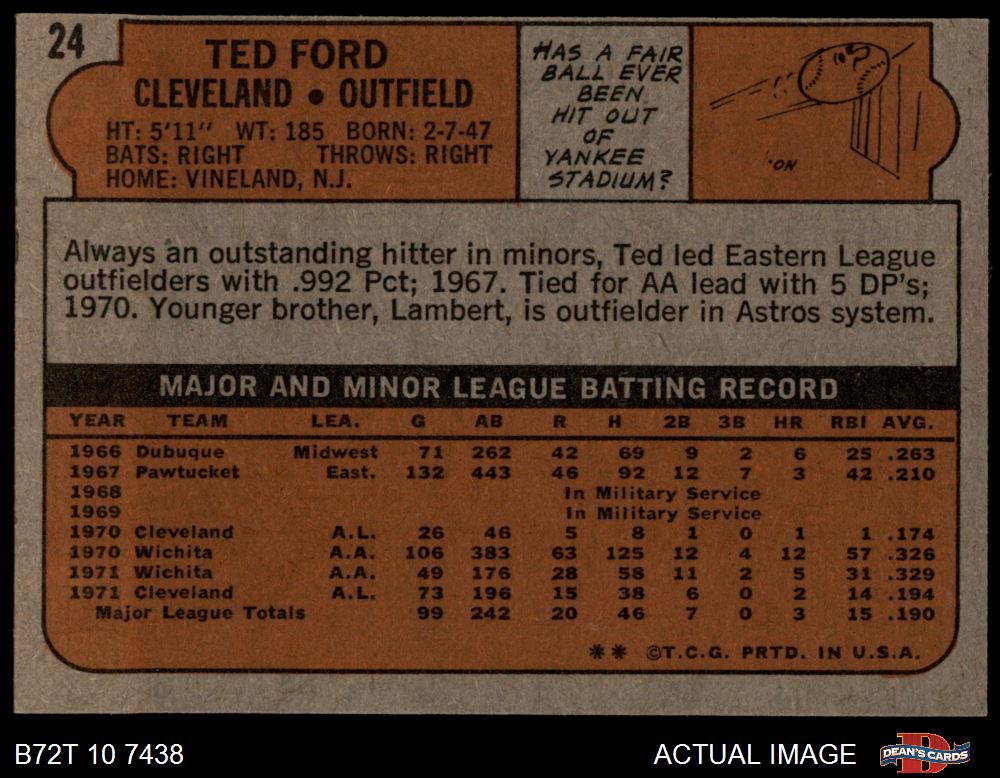 24
TED FORD
CLEVELAND • OUTFIELD
HT: 5'11" WT: 185 BORN: 2-7-47
BATS: RIGHT THROWS: RIGHT
HOME: VINELAND, N.J.
HAS A FAIR
BALL EVER
BEEN
HIT OUT
OF
YANKEE
STADIUM?
'ON
Always an outstanding hitter in minors, Ted led Eastern League
outfielders with .992 Pct; 1967. Tied for AA lead with 5 DP's;
1970. Younger brother, Lambert, is outfielder in Astros system.
MAJOR AND MINOR LEAGUE BATTING RECORD
YEAR TEAM LEA. G AB R H 2B 3B HR RBI AVG.
1966 Dubuque Midwest 71 262 42 69 9 2 6 25 .263
1967 Pawtucket East. 132 443 46 92 12 7 3 42 .210
1968 In Military Service
1969 In Military Service
1970 Cleveland A.L. 26 46 5 8 1 0 1 1 .174
1970 Wichita A.A. 106 383 63 125 12 4 12 57 .326
1971 Wichita A.A. 49 176 28 58 11 2 5 31 .329
1971 Cleveland A.L. 73 196 15 38 6 0 2 14 .194
Major League Totals 99 242 20 46 7 0 3 15 .190
** ©T.C.G. PRTD. IN U.S.A.
B72T 10 7438
ACTUAL IMAGE
DEAN'S CARDS